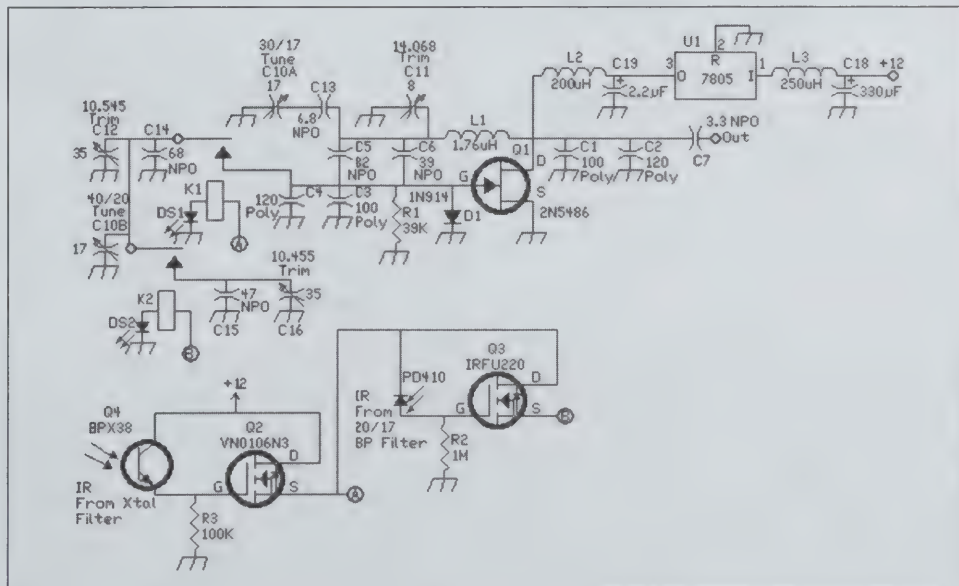 30/17
Tune
C10A
17
C13
6.8
NPO
14.068
Trim
C11
8
L2
200uH
C19
2.2µF
U1
2
R
7805
3
O
I
1
L3
250uH
C18
330µF
+12
10.545
Trim
C12
35
C14
68
NPO
L1
1.76uH
Q1
D
G
S
2N5486
3.3 NPO
Out
C7
C5
82
NPO
C6
39
NPO
C1
100
Poly
C2
120
Poly
40/20
Tune
C10B
17
K1
DS1
A
120
Poly
C4
C3
100
Poly
R1
39K
1N914
D1
10.455
Trim
35
C16
47
NPO
C15
K2
DS2
B
+12
Q4
BPX38
IR
From Xtal
Filter
Q2
VN0106N3
G
D
S
A
R3
100K
PD410
IR
From
20/17
BP Filter
Q3
IRFU220
G
D
S
B
R2
1M